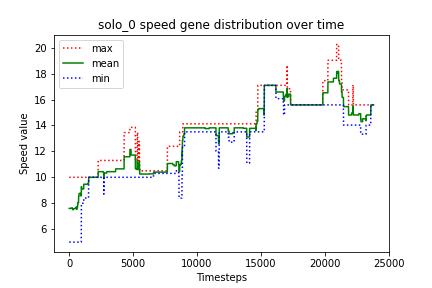 solo_0 speed gene distribution over time
max
mean
min
Speed value
20
18
16
14
12
10
8
6
0
5000
10000
15000
20000
25000
Timesteps